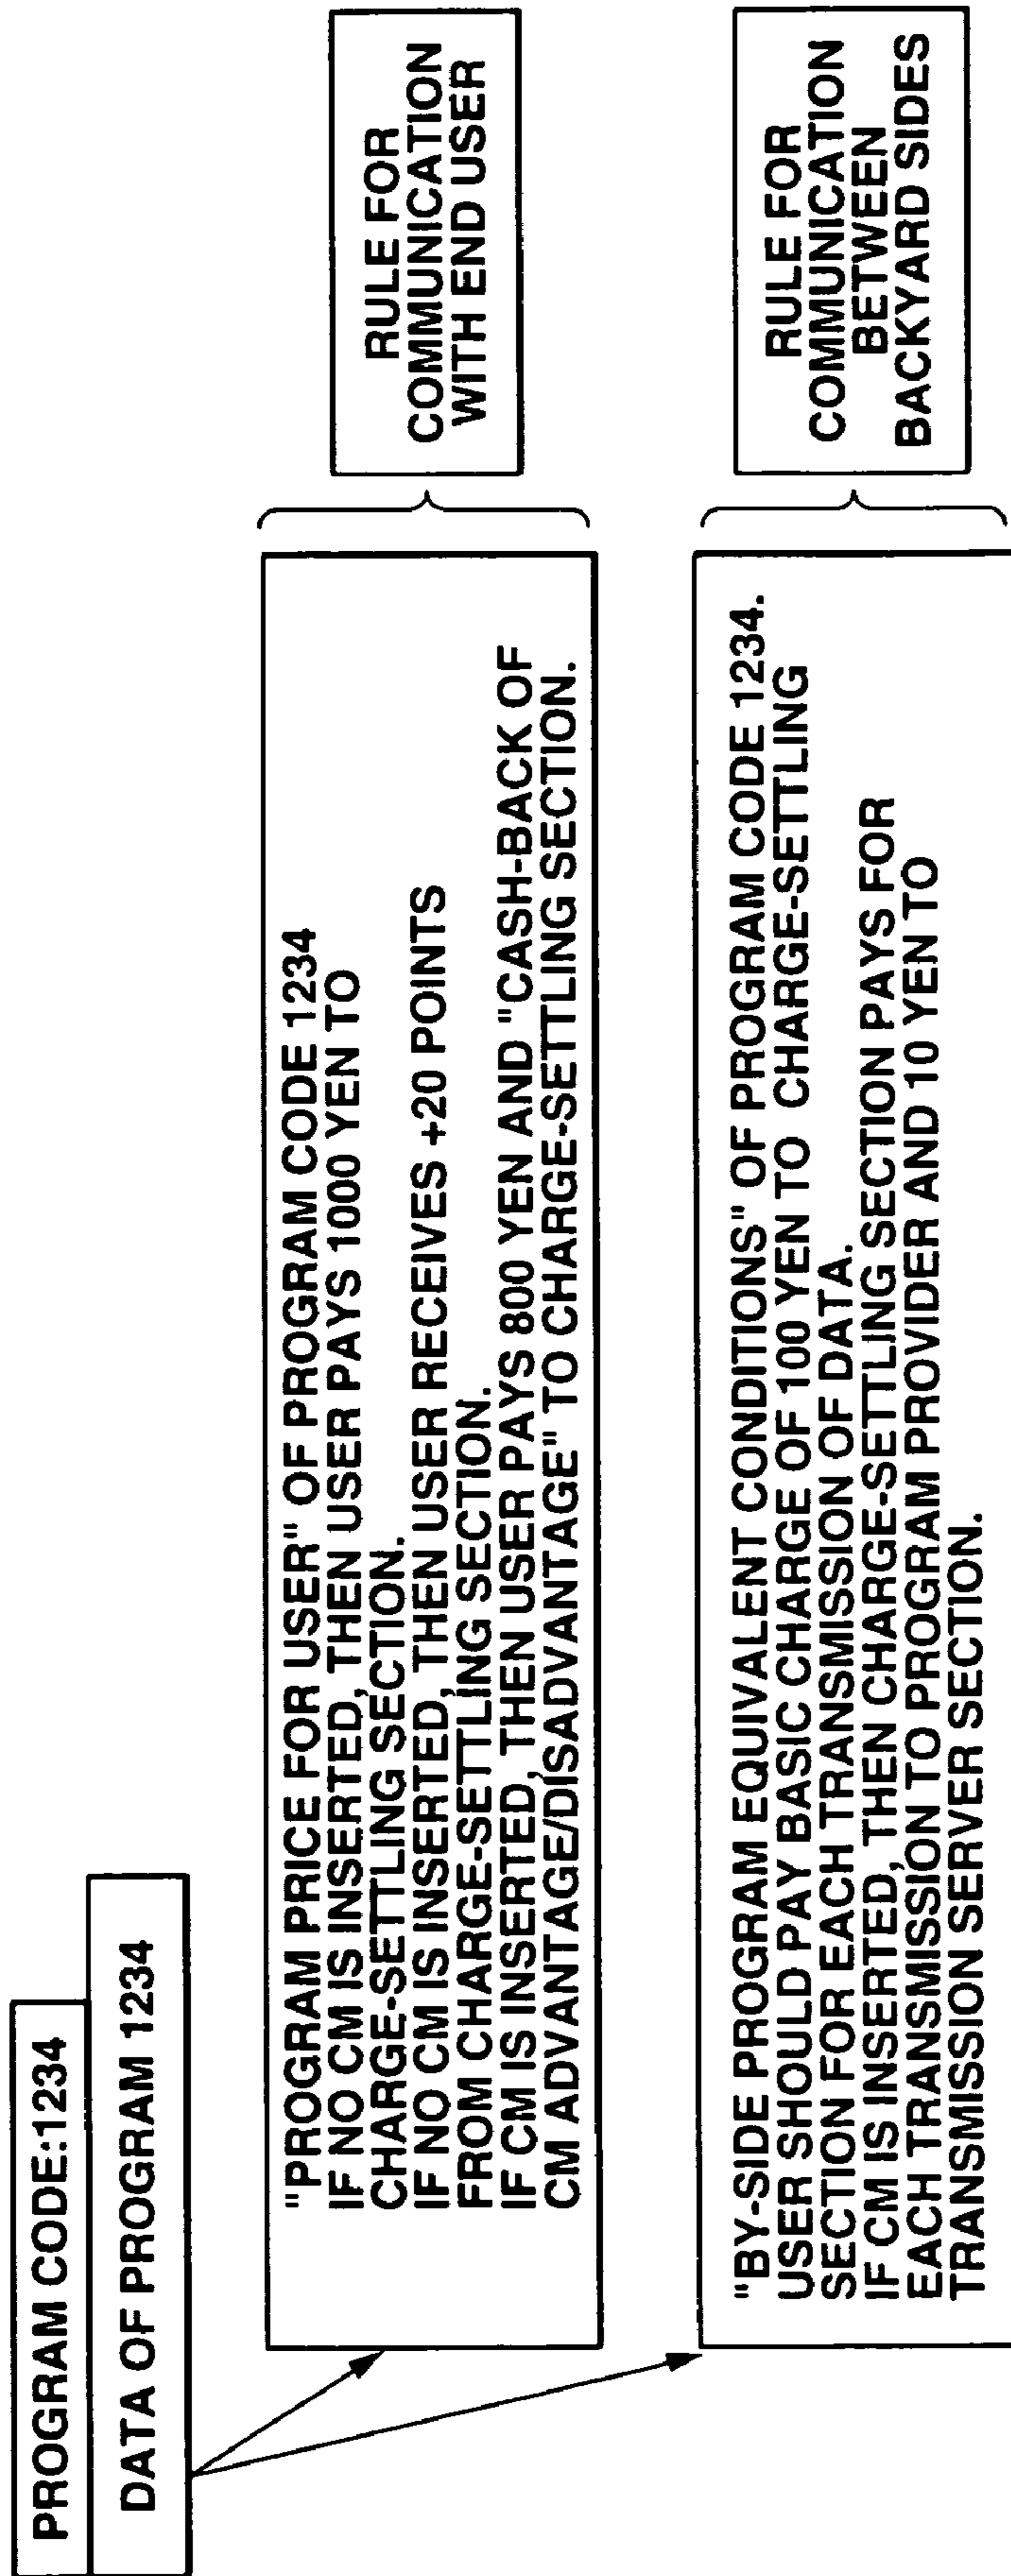 PROGRAM CODE:1234
DATA OF PROGRAM 1234
"PROGRAM PRICE FOR USER" OF PROGRAM CODE 1234
IF NO CM IS INSERTED, THEN USER PAYS 1000 YEN TO
CHARGE-SETTLING SECTION.
IF NO CM IS INSERTED, THEN USER RECEIVES +20 POINTS
FROM CHARGE-SETTLING SECTION.
IF CM IS INSERTED, THEN USER PAYS 800 YEN AND "CASH-BACK OF
CM ADVANTAGE/DISADVANTAGE" TO CHARGE-SETTLING SECTION.
RULE FOR
COMMUNICATION
WITH END USER
"BY-SIDE PROGRAM EQUIVALENT CONDITIONS" OF PROGRAM CODE 1234.
USER SHOULD PAY BASIC CHARGE OF 100 YEN TO CHARGE-SETTLING
SECTION FOR EACH TRANSMISSION OF DATA.
IF CM IS INSERTED, THEN CHARGE-SETTLING SECTION PAYS FOR
EACH TRANSMISSION TO PROGRAM PROVIDER AND 10 YEN TO
TRANSMISSION SERVER SECTION.
RULE FOR
COMMUNICATION
BETWEEN
BACKYARD SIDES